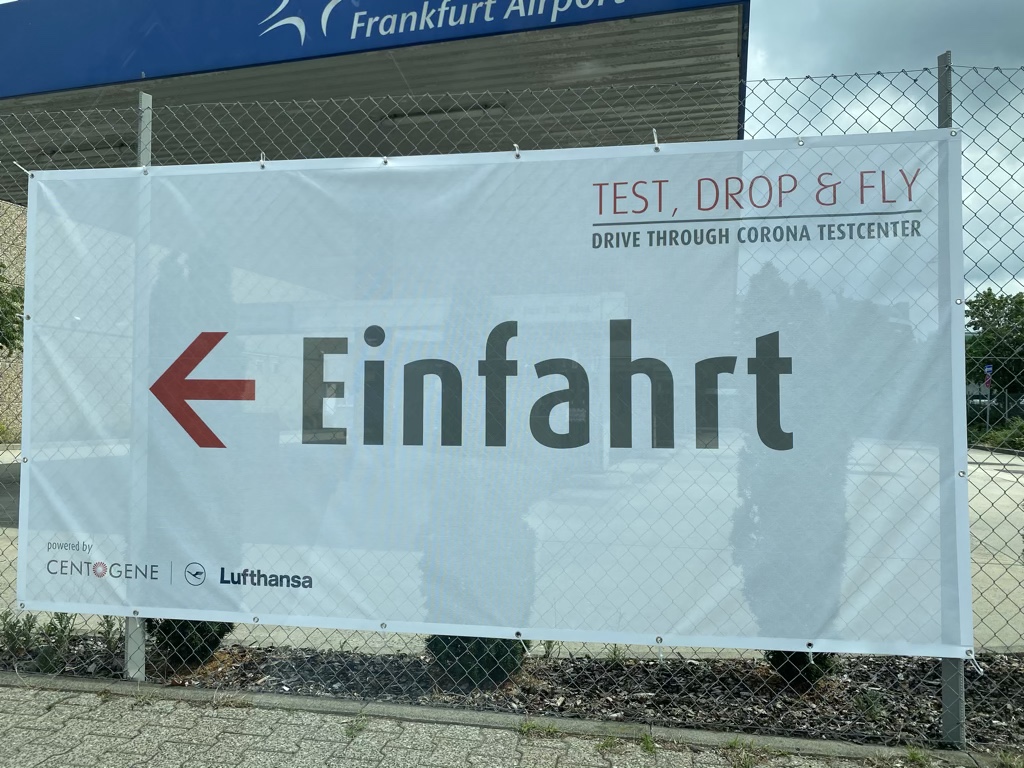 Frankfurt Airport
TEST, DROP & FLY
DRIVE THROUGH CORONA TESTCENTER
Einfahrt
powered by
CENTOGENE Lufthansa